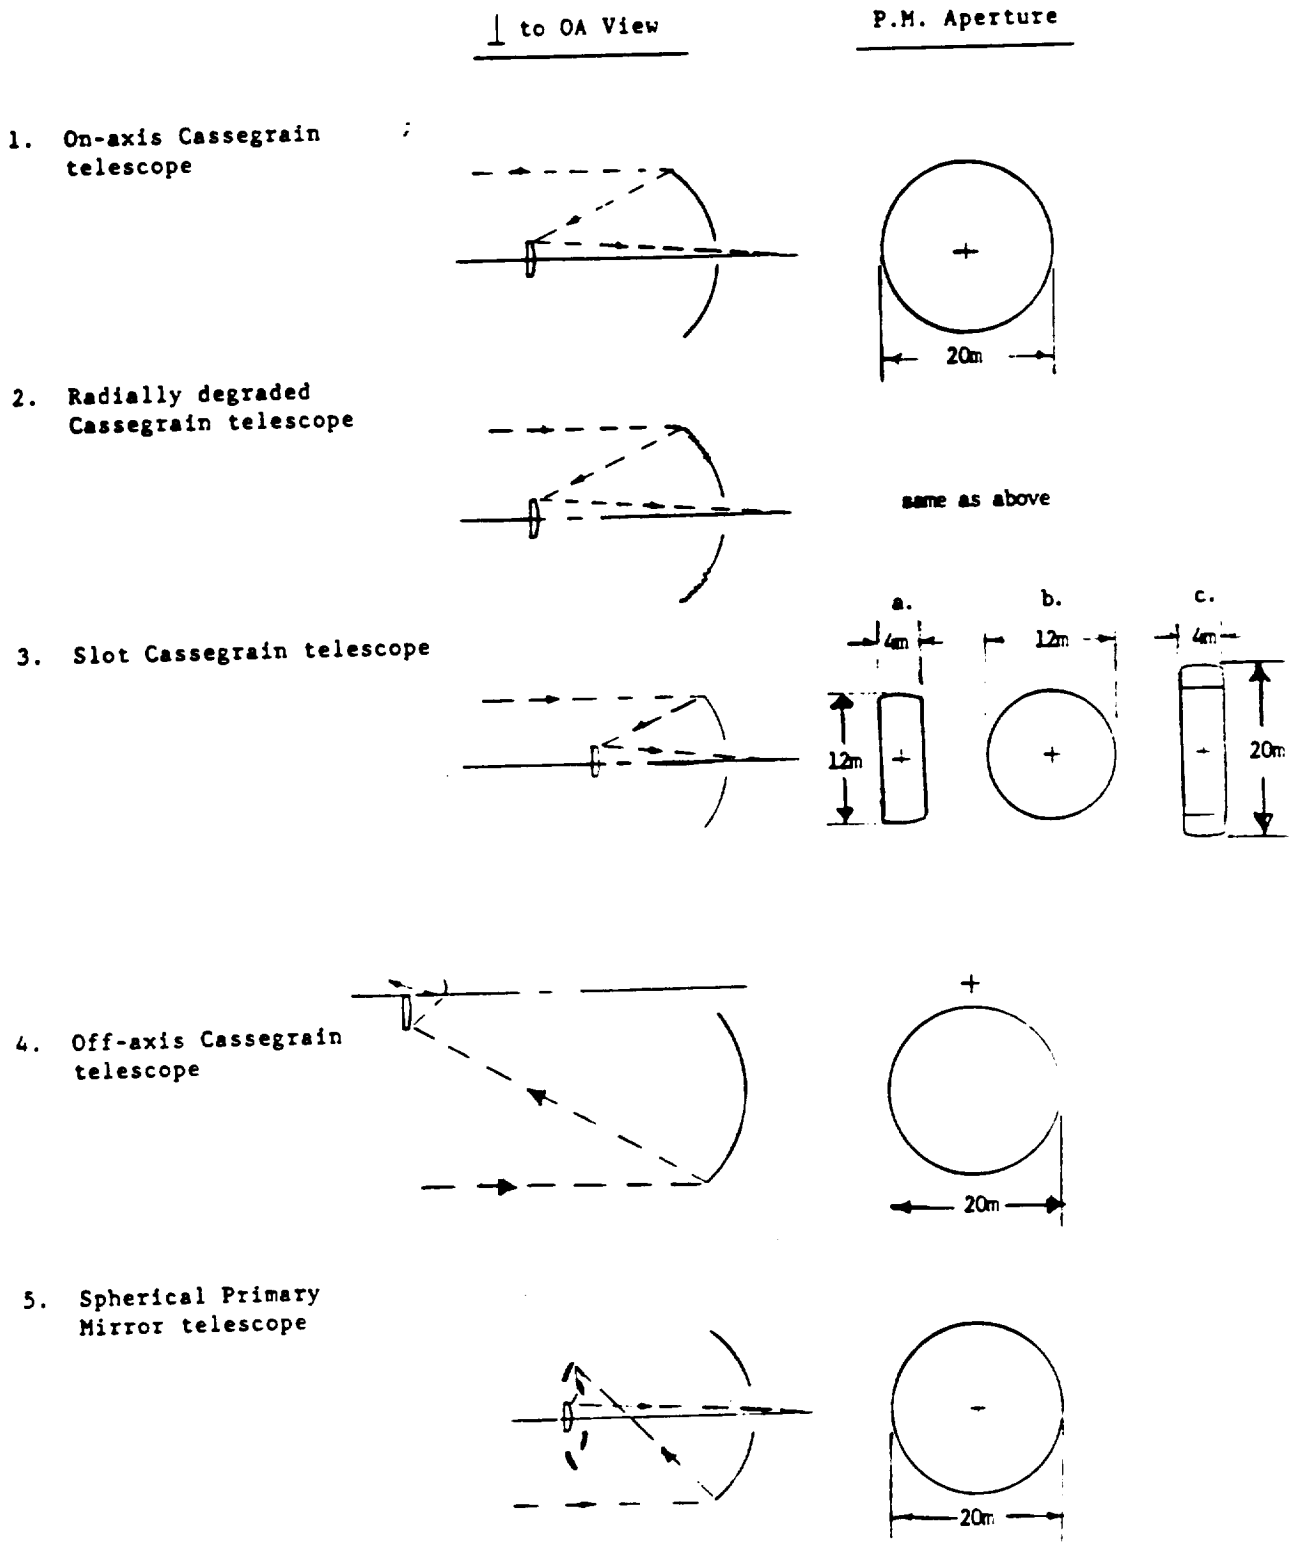 ⊥ to OA View
P.M. Aperture
1. On-axis Cassegrain
telescope
20m
2. Radially degraded
Cassegrain telescope
same as above
3. Slot Cassegrain telescope
a.
b.
c.
4m
12m
4m
12m
20m
4. Off-axis Cassegrain
telescope
20m
5. Spherical Primary
Mirror telescope
20m